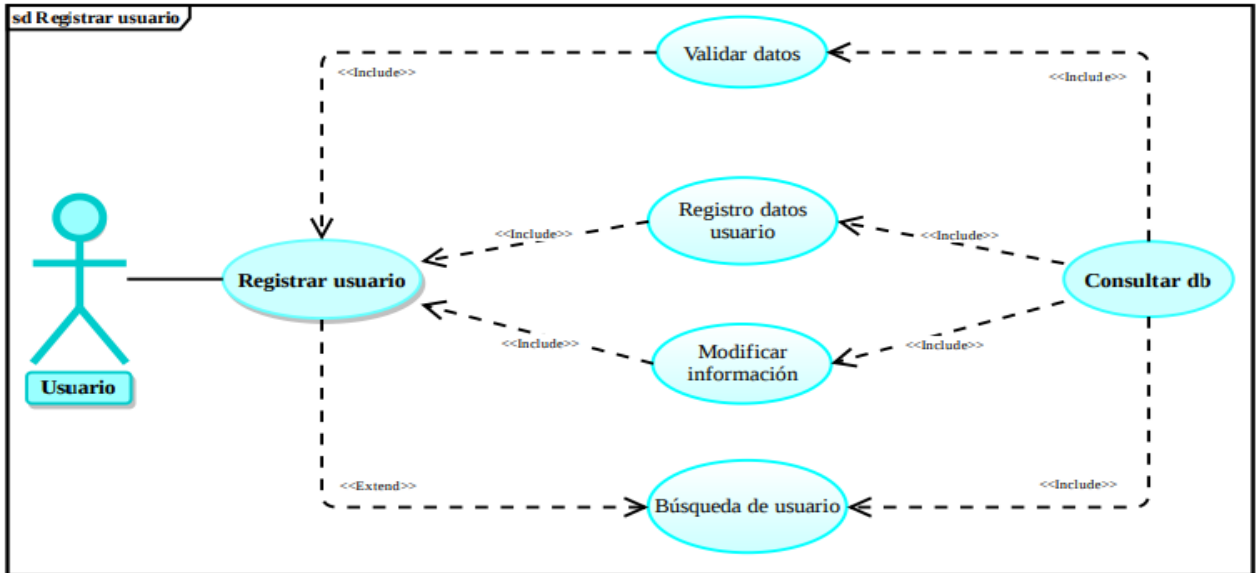 sd Registrar usuario
Validar datos
<<Include>>
<<Include>>
Registro datos
usuario
<<Include>>
<<Include>>
Registrar usuario
Consultar db
<<Include>>
<<Include>>
Modificar
información
Usuario
<<Extend>>
<<Include>>
Búsqueda de usuario